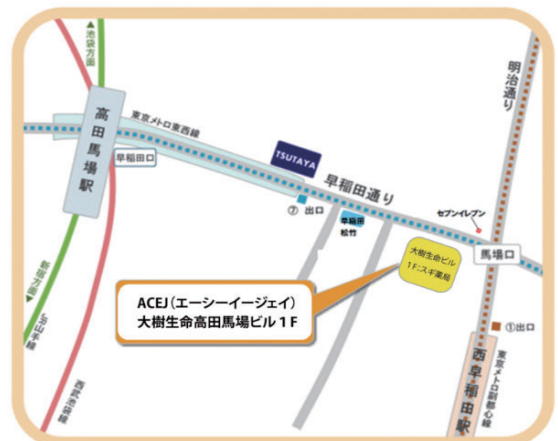 ▲池袋方面
高田馬場駅
早稲田口
東京メトロ東西線
TSUTAYA
早稲田通り
明治通り
⑦ 出口
早稲田
松竹
セブンイレブン
馬場口
大樹生命ビル
1F:スギ薬局
ACEJ(エーシーイージェイ)
大樹生命高田馬場ビル 1 F
①出口
西早稲田駅
東京メトロ副都心線
新宿方面▼
JR山手線
西武池袋線